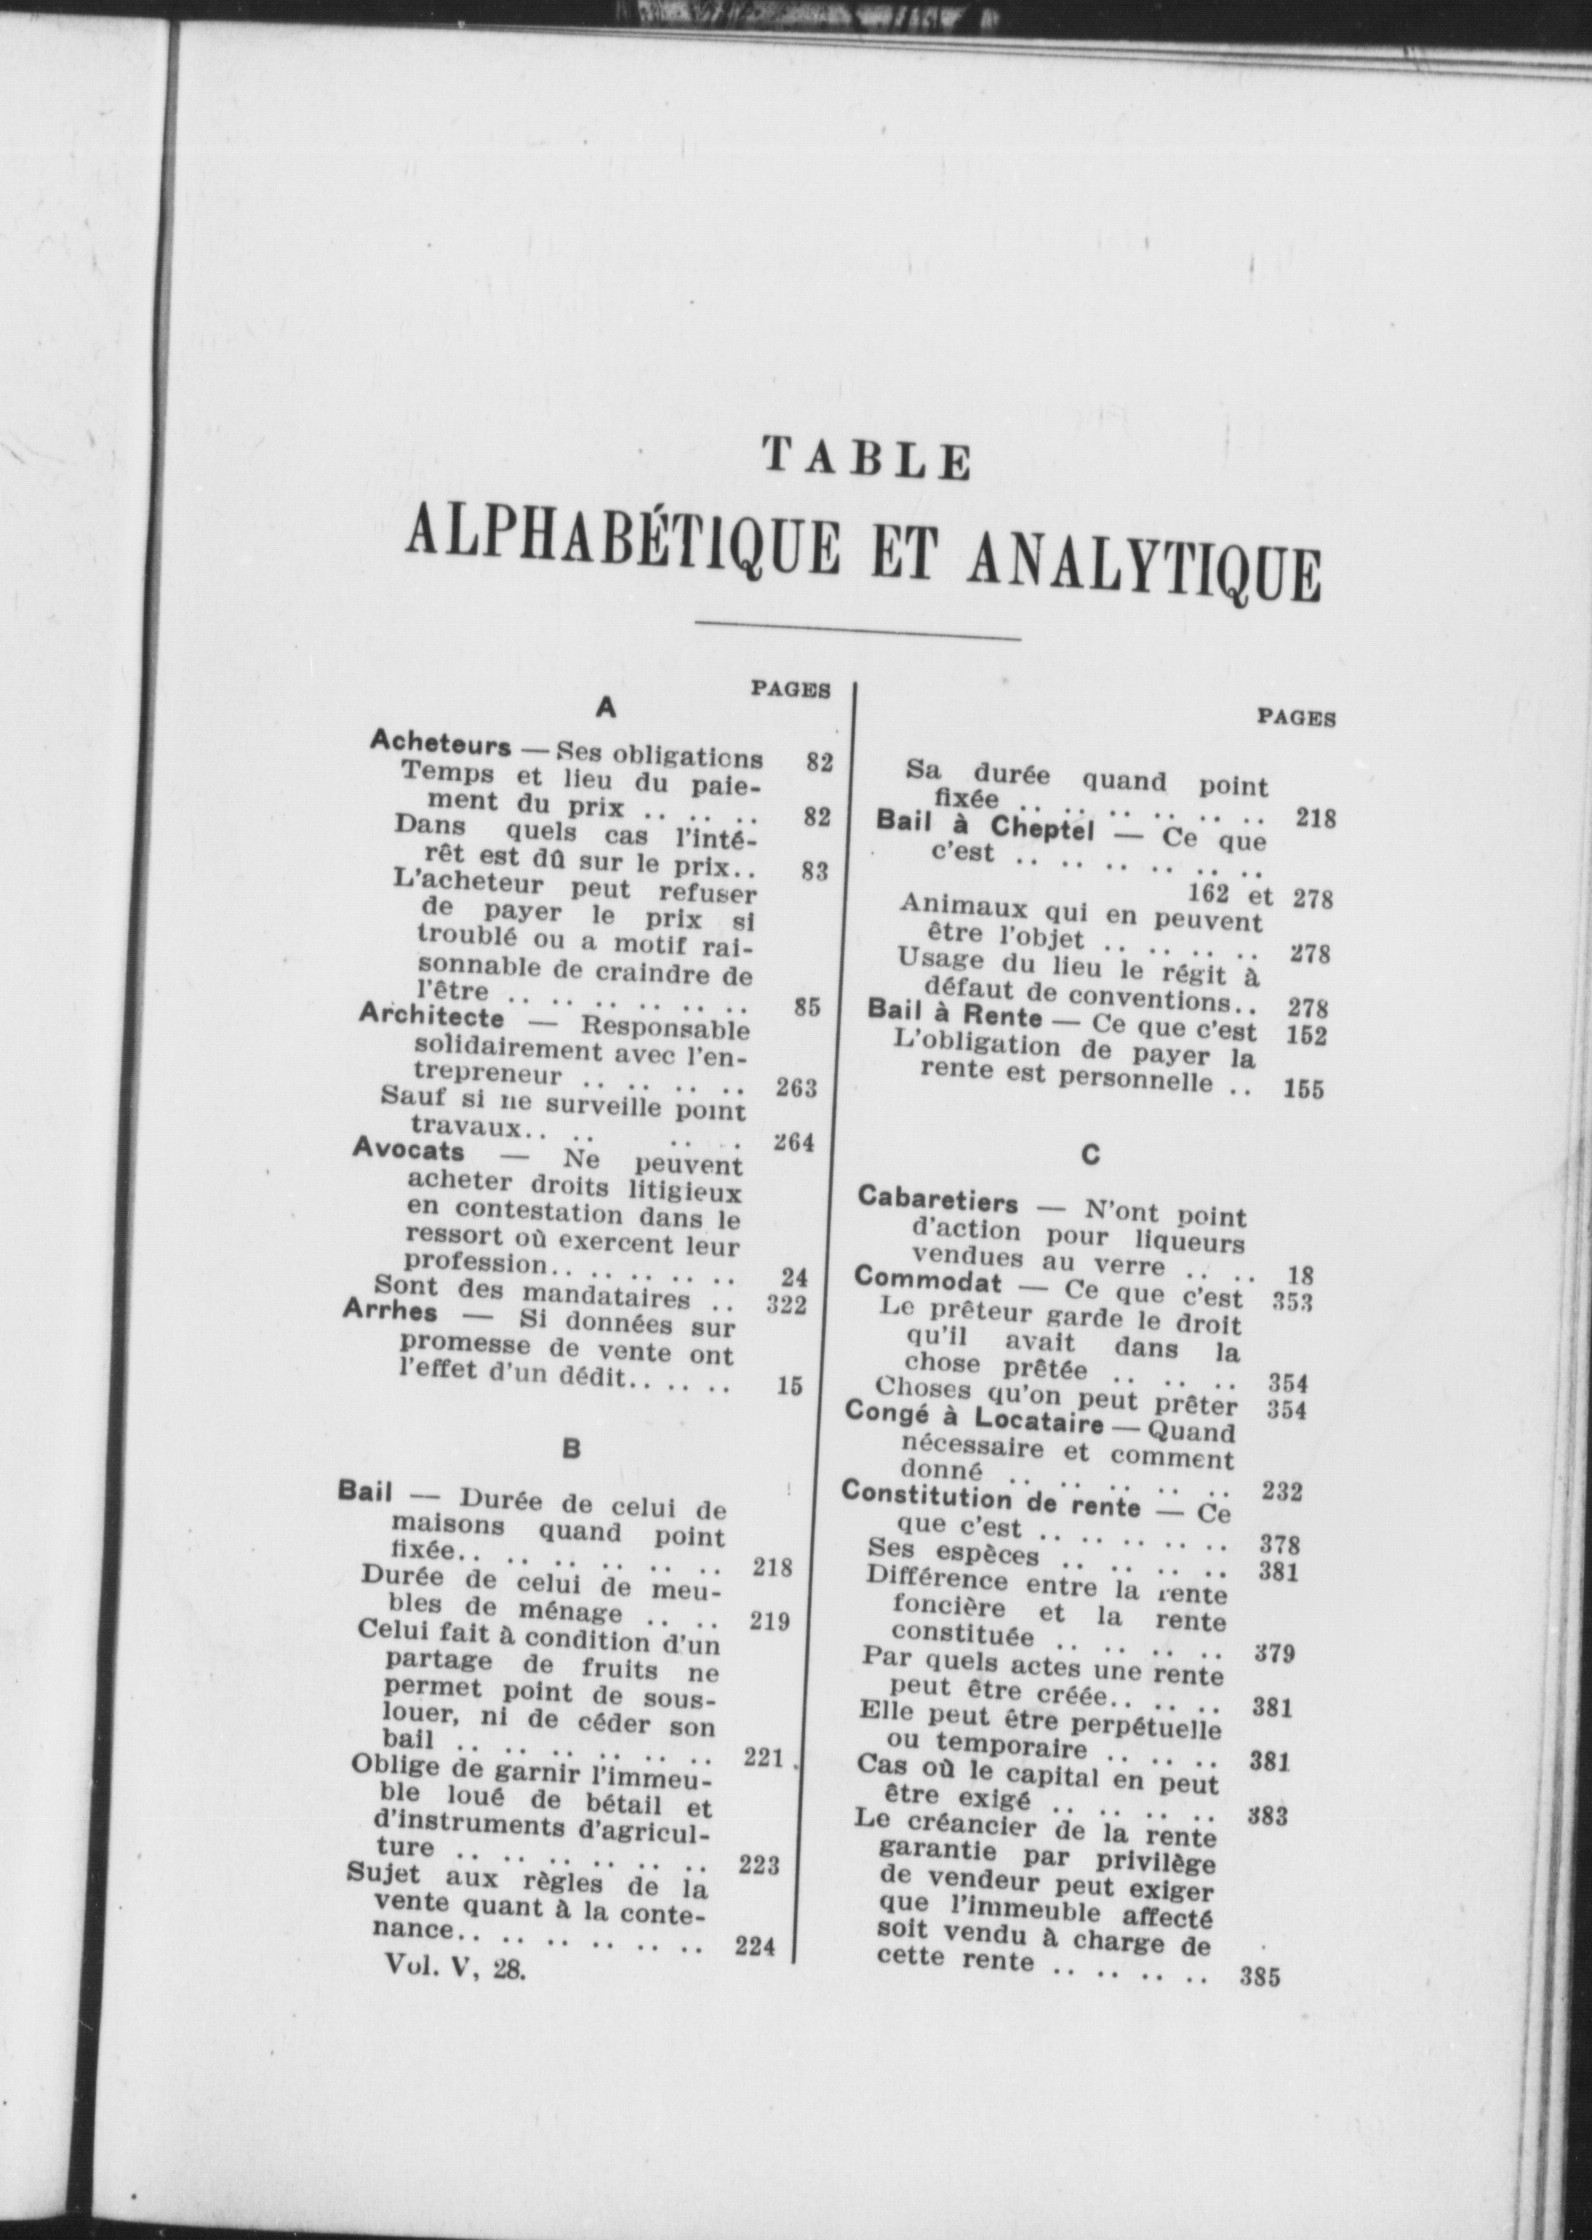 TABLE
ALPHABÉTIQUE ET ANALYTIQUE
PAGES
A
Acheteurs — Ses obligations 82
Temps et lieu du paie-
ment du prix .. .. .. 82
Dans quels cas l'inté-
rêt est dû sur le prix.. 83
L'acheteur peut refuser
de payer le prix si
troublé ou a motif rai-
sonnable de craindre de
l'être .. .. .. .. .. .. 85
Architecte — Responsable
solidairement avec l'en-
trepreneur .. .. .. .. 263
Sauf si ne surveille point
travaux.. .. .. . . 264
Avocats — Ne peuvent
acheter droits litigieux
en contestation dans le
ressort où exercent leur
profession.. .. .. .. .. 24
Sont des mandataires .. 322
Arrhes — Si données sur
promesse de vente ont
l'effet d'un dédit.. .. .. 15
B
Bail — Durée de celui de
maisons quand point
fixée.. .. .. .. .. .. 218
Durée de celui de meu-
bles de ménage .. .. 219
Celui fait à condition d'un
partage de fruits ne
permet point de sous-
louer, ni de céder son
bail .. .. .. .. .. .. 221
Oblige de garnir l'immeu-
ble loué de bétail et
d'instruments d'agricul-
ture .. .. .. .. .. .. 223
Sujet aux règles de la
vente quant à la conte-
nance.. .. .. .. .. .. 224
Vol. V, 28.
PAGES
Sa durée quand point
fixée .. .. .. .. .. .. 218
Bail à Cheptel — Ce que
c'est .. .. .. .. .. ..
162 et 278
Animaux qui en peuvent
être l'objet .. .. .. .. 278
Usage du lieu le régit à
défaut de conventions.. 278
Bail à Rente — Ce que c'est 152
L'obligation de payer la
rente est personnelle .. 155
C
Cabaretiers — N'ont point
d'action pour liqueurs
vendues au verre .. .. 18
Commodat — Ce que c'est 353
Le prêteur garde le droit
qu'il avait dans la
chose prêtée .. .. .. 354
Choses qu'on peut prêter 354
Congé à Locataire — Quand
nécessaire et comment
donné .. .. .. .. .. 232
Constitution de rente — Ce
que c'est .. .. .. .. .. 378
Ses espèces .. .. .. .. 381
Différence entre la rente
foncière et la rente
constituée .. .. .. .. 379
Par quels actes une rente
peut être créée.. .. .. 381
Elle peut être perpétuelle
ou temporaire .. .. .. 381
Cas où le capital en peut
être exigé .. .. .. .. 383
Le créancier de la rente
garantie par privilège
de vendeur peut exiger
que l'immeuble affecté
soit vendu à charge de
cette rente .. .. .. .. 385